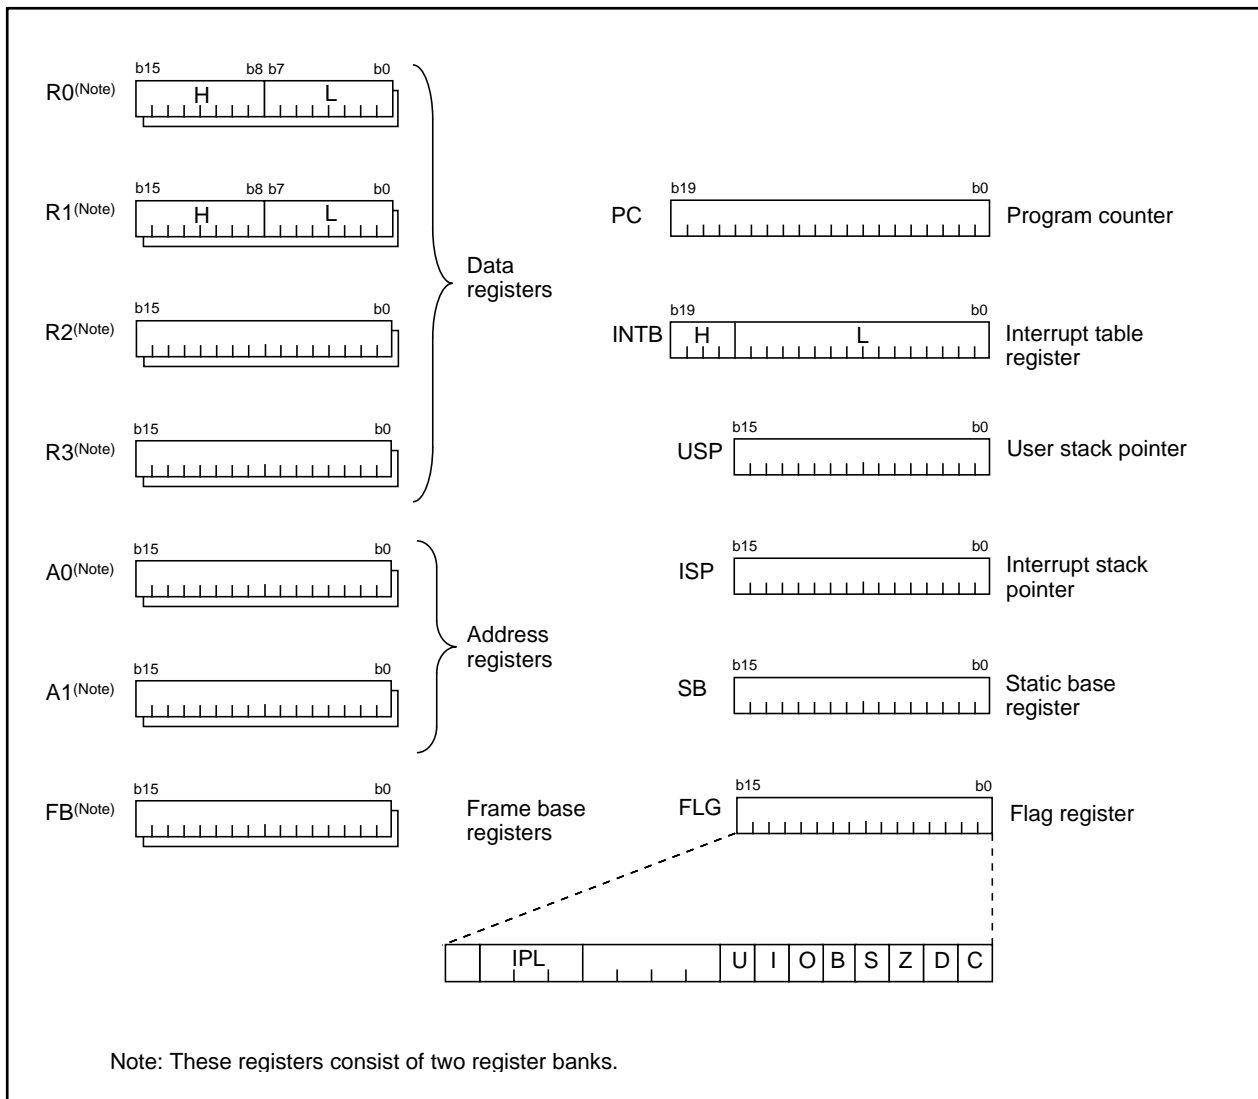 b15 b8 b7 b0
R0(Note) H L
b15 b8 b7 b0
R1(Note) H L
b15 b0
R2(Note)
b15 b0
R3(Note)
Data
registers
b15 b0
A0(Note)
b15 b0
A1(Note)
Address
registers
b15 b0
FB(Note)
Frame base
registers
b19 b0
PC Program counter
b19 b0
INTB H L Interrupt table
register
b15 b0
USP User stack pointer
b15 b0
ISP Interrupt stack
pointer
b15 b0
SB Static base
register
b15 b0
FLG Flag register
IPL U I O B S Z D C
Note: These registers consist of two register banks.